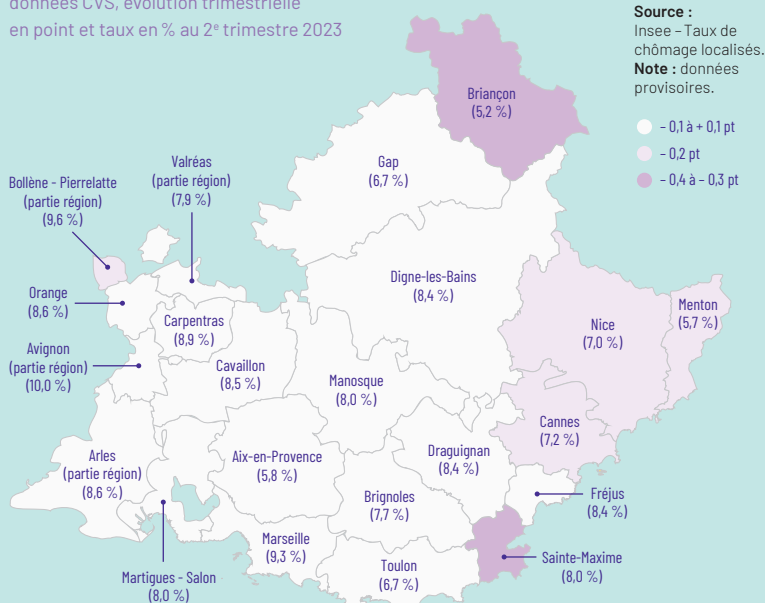 données CVS, évolution trimestrielle
en point et taux en % au 2e trimestre 2023
Source :
Insee – Taux de
chômage localisés.
Note : données
provisoires.
– 0,1 à + 0,1 pt
– 0,2 pt
– 0,4 à – 0,3 pt
Briançon
(5,2 %)
Gap
(6,7 %)
Valréas
(partie région)
(7,9 %)
Bollène - Pierrelatte
(partie région)
(9,6 %)
Orange
(8,6 %)
Carpentras
(8,9 %)
Avignon
(partie région)
(10,0 %)
Cavaillon
(8,5 %)
Digne-les-Bains
(8,4 %)
Manosque
(8,0 %)
Nice
(7,0 %)
Menton
(5,7 %)
Cannes
(7,2 %)
Draguignan
(8,4 %)
Arles
(partie région)
(8,6 %)
Aix-en-Provence
(5,8 %)
Brignoles
(7,7 %)
Fréjus
(8,4 %)
Marseille
(9,3 %)
Toulon
(6,7 %)
Sainte-Maxime
(8,0 %)
Martigues - Salon
(8,0 %)